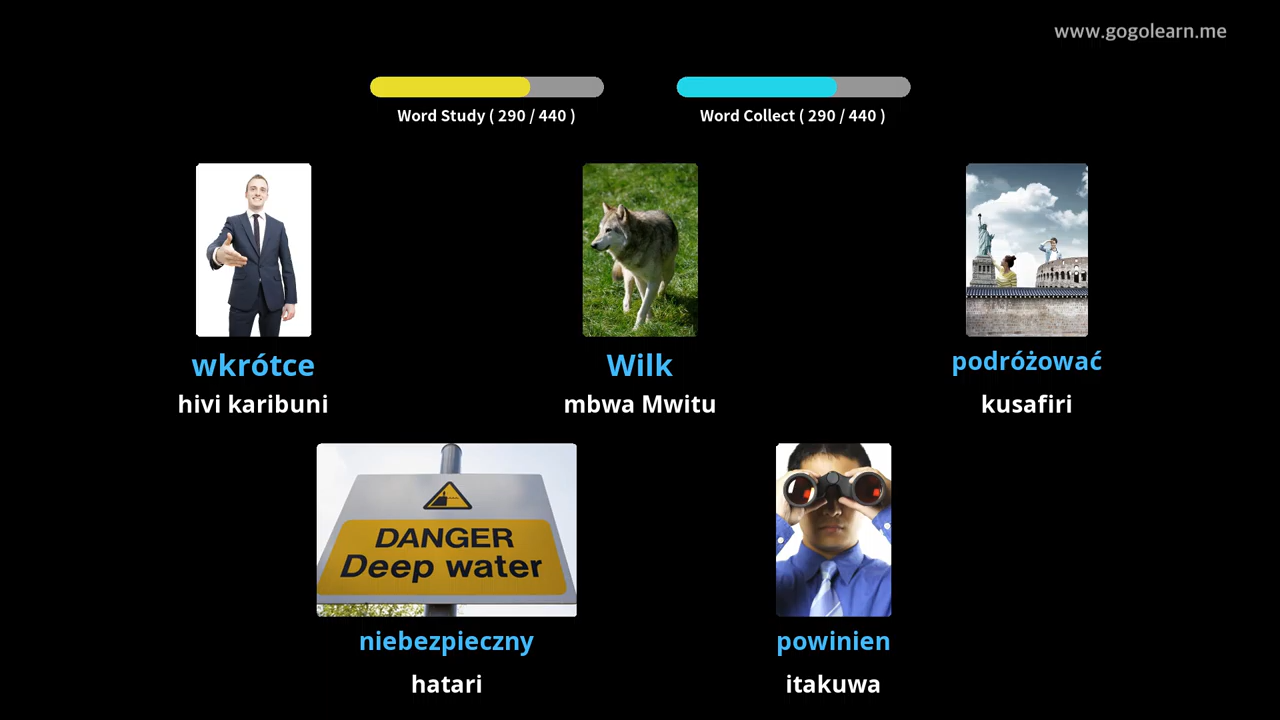 www.gogolearn.me
Word Study ( 290 / 440 )
Word Collect ( 290 / 440 )
wkrótce
hivi karibuni
Wilk
mbwa Mwitu
podróżować
kusafiri
DANGER
Deep water
niebezpieczny
hatari
powinien
itakuwa